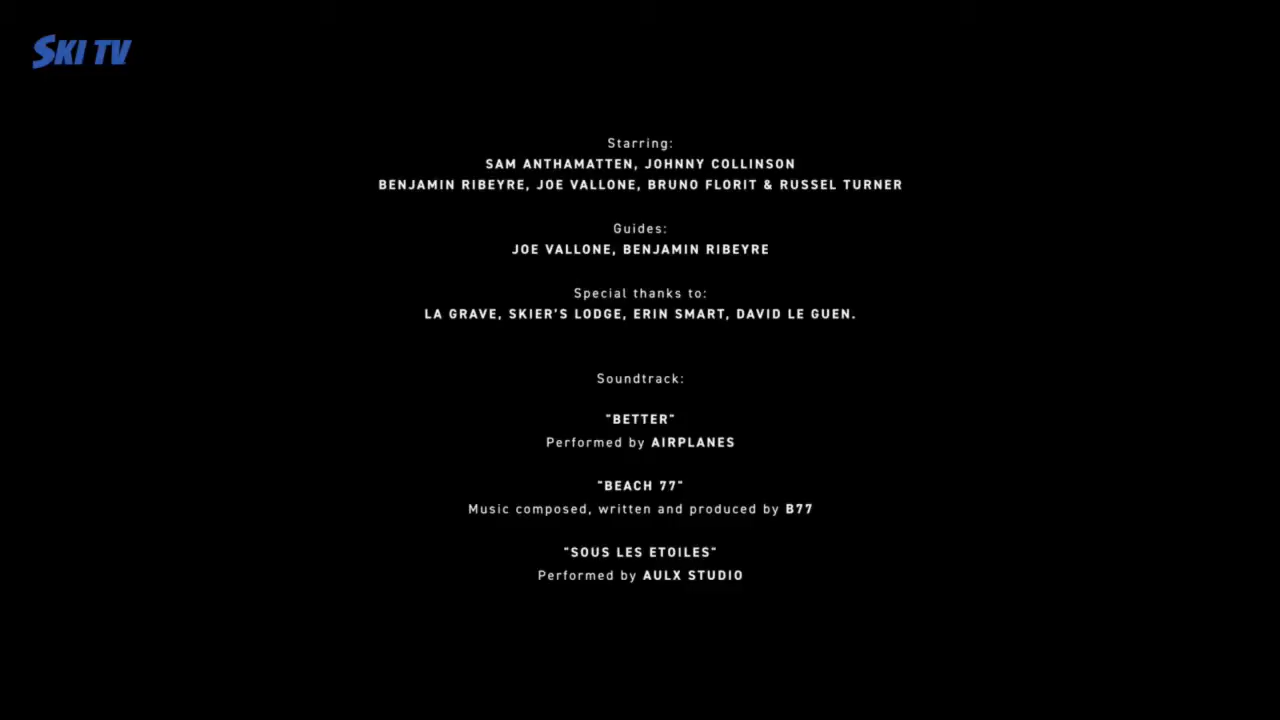 SKI TV
Starring:
SAM ANTHAMATTEN, JOHNNY COLLINSON
BENJAMIN RIBEYRE, JOE VALLONE, BRUNO FLORIT & RUSSEL TURNER
Guides:
JOE VALLONE, BENJAMIN RIBEYRE
Special thanks to:
LA GRAVE, SKIER'S LODGE, ERIN SMART, DAVID LE GUEN.
Soundtrack:
"BETTER"
Performed by AIRPLANES
"BEACH 77"
Music composed, written and produced by B77
"SOUS LES ETOILES"
Performed by AULX STUDIO